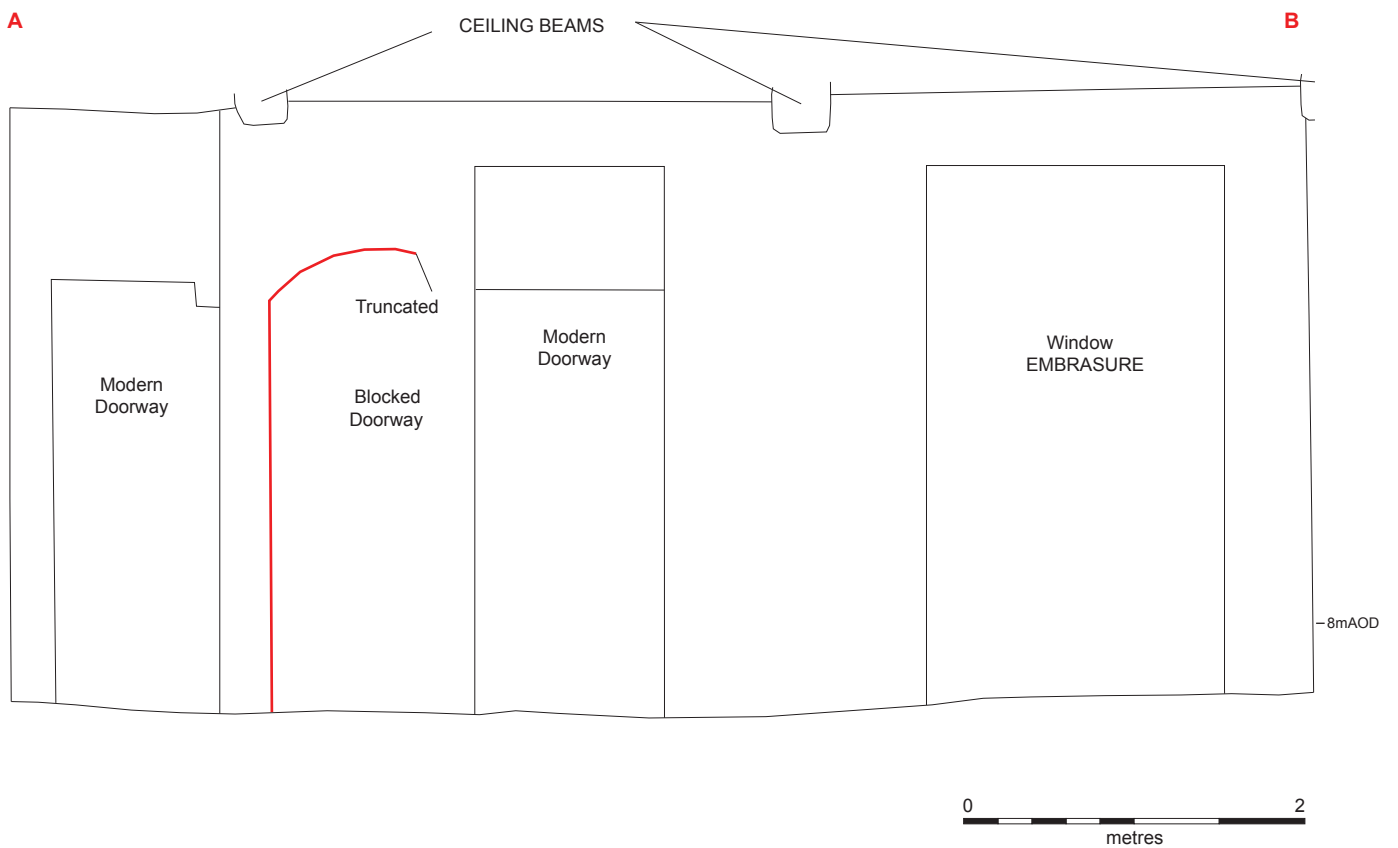 A
CEILING BEAMS
B
Truncated
Modern
Doorway
Window
EMBRASURE
Modern
Doorway
Blocked
Doorway
8mAOD
0 2
metres